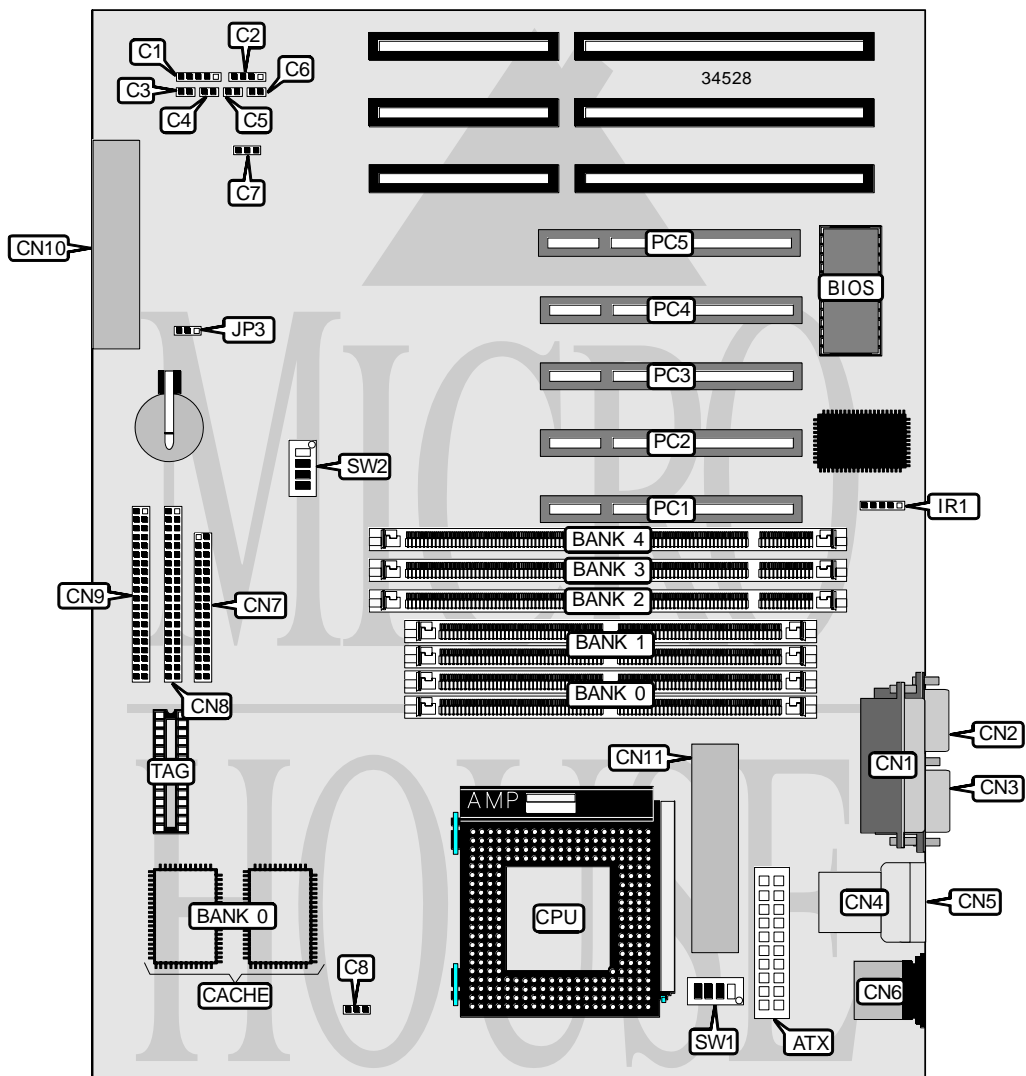 C1
C2
C6
C3
C4
C5
34528
C7
CN10
PC5
BIOS
PC4
JP3
PC3
SW2
PC2
PC1
IR1
BANK 4
BANK 3
BANK 2
CN9
CN7
BANK 1
BANK 0
CN8
CN2
CN11
CN1
TAG
CN3
AMP
CPU
CN4
CN5
BANK 0
C8
CACHE
CN6
SW1
ATX
MICRO
HOUSE